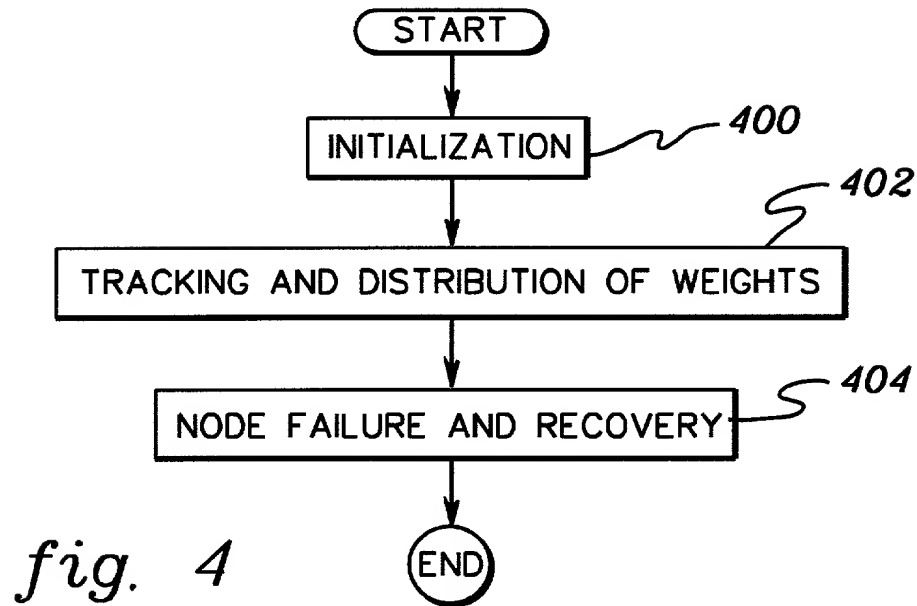 START
INITIALIZATION
400
402
TRACKING AND DISTRIBUTION OF WEIGHTS
404
NODE FAILURE AND RECOVERY
END
fig. 4